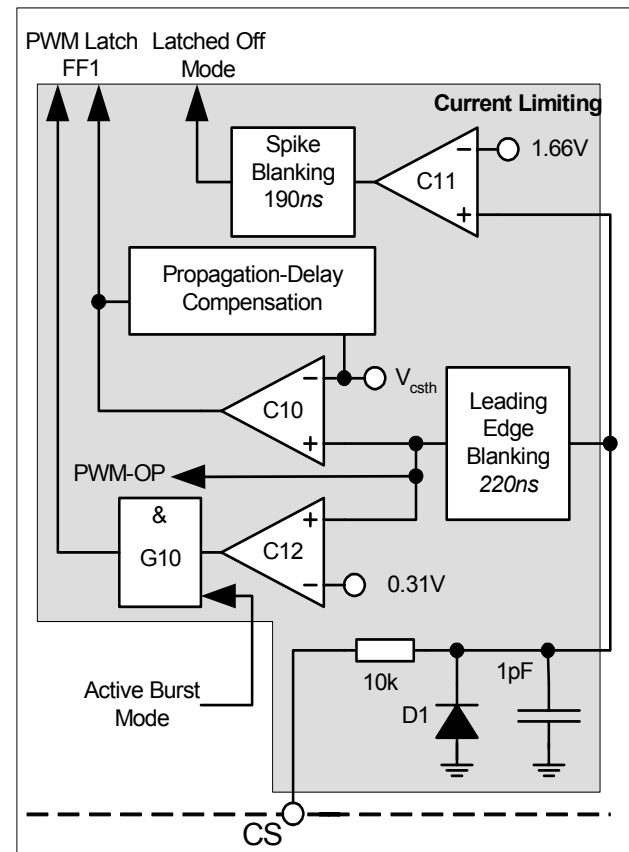 PWM Latch
FF1
Latched Off
Mode
Current Limiting
Spike
Blanking
190ns
C11
1.66V
Propagation-Delay
Compensation
C10
Vcsth
Leading
Edge
Blanking
220ns
PWM-OP
&
G10
C12
0.31V
Active Burst
Mode
10k
D1
1pF
CS